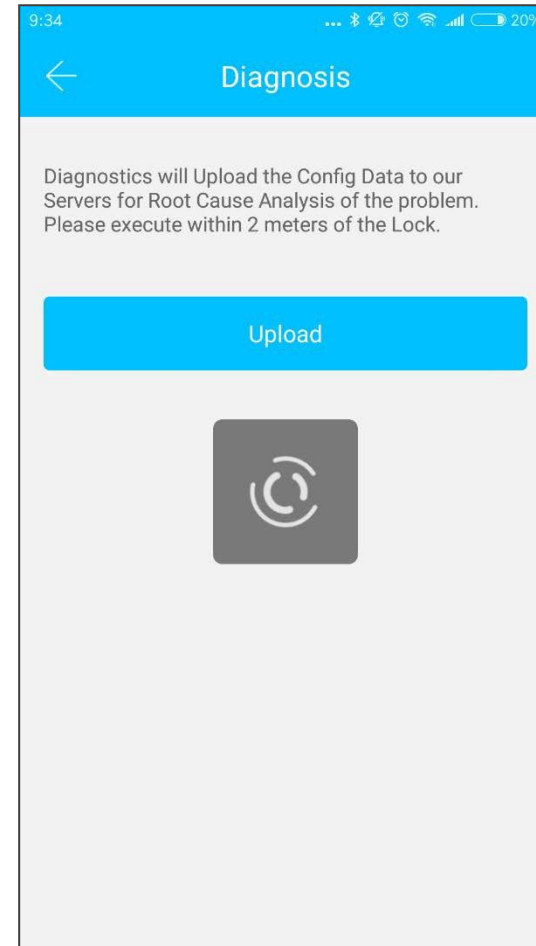 9:34 ... 20%
Diagnosis
Diagnostics will Upload the Config Data to our
Servers for Root Cause Analysis of the problem.
Please execute within 2 meters of the Lock.
Upload